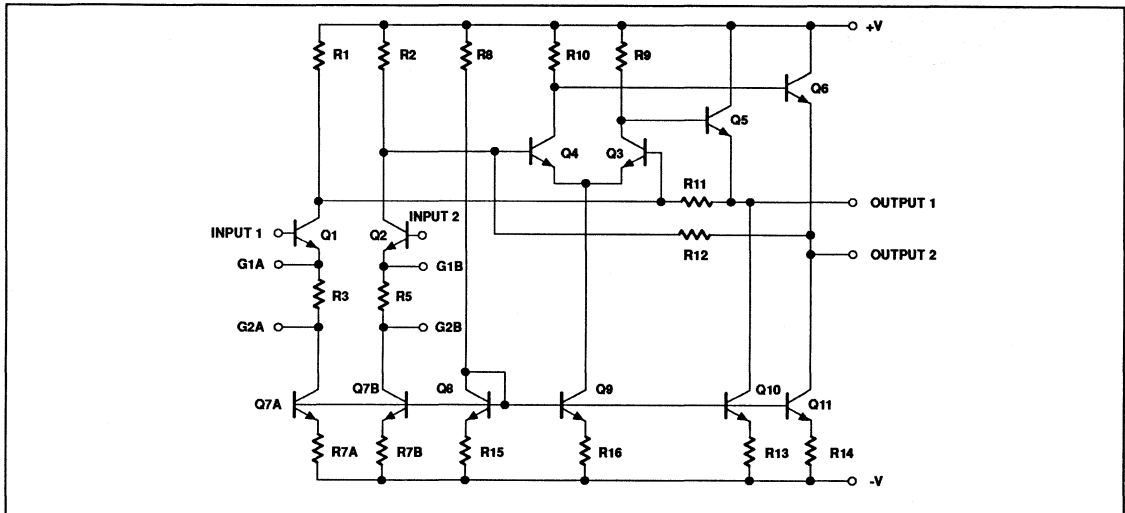 +V
R1 R2 R8 R10 R9
Q6
Q5
Q4 Q3
R11
OUTPUT 1
INPUT 1 Q1 Q2 INPUT 2
R12
OUTPUT 2
G1A G1B
R3 R5
G2A G2B
Q7A Q7B Q8 Q9 Q10 Q11
R7A R7B R15 R16 R13 R14
-V